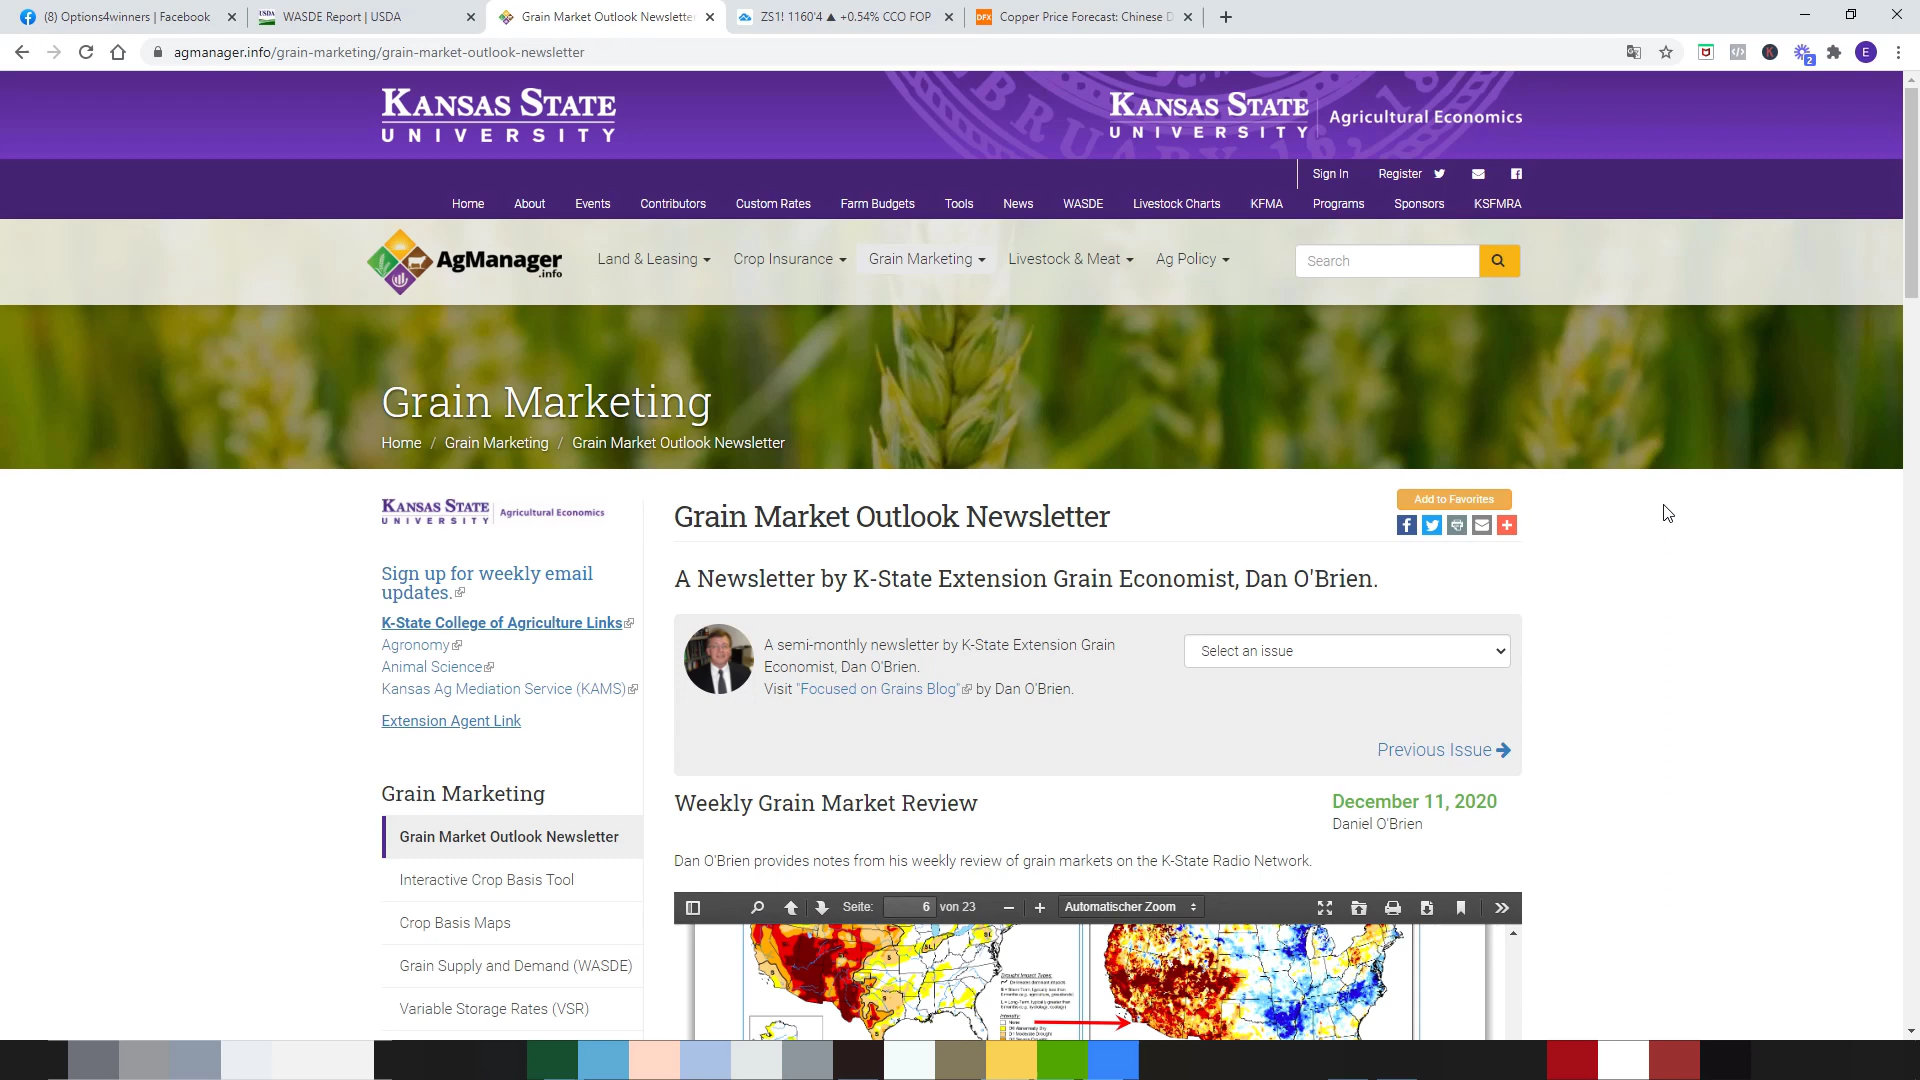 (8) Options4winners | Facebook
WASDE Report | USDA
Grain Market Outlook Newsletter
ZS1! 1160'4 ▲ +0.54% CCO FOP
Copper Price Forecast: Chinese D
agmanager.info/grain-marketing/grain-market-outlook-newsletter
KANSAS STATE
UNIVERSITY
KANSAS STATE
UNIVERSITY
Agricultural Economics
Sign In
Register
Home
About
Events
Contributors
Custom Rates
Farm Budgets
Tools
News
WASDE
Livestock Charts
KFMA
Programs
Sponsors
KSFMRA
AgManager
.info
Land & Leasing
Crop Insurance
Grain Marketing
Livestock & Meat
Ag Policy
Search
Grain Marketing
Home / Grain Marketing / Grain Market Outlook Newsletter
KANSAS STATE
UNIVERSITY
Agricultural Economics
Sign up for weekly email
updates.
K-State College of Agriculture Links
Agronomy
Animal Science
Kansas Ag Mediation Service (KAMS)
Extension Agent Link
Grain Marketing
Grain Market Outlook Newsletter
Interactive Crop Basis Tool
Crop Basis Maps
Grain Supply and Demand (WASDE)
Variable Storage Rates (VSR)
Grain Market Outlook Newsletter
Add to Favorites
A Newsletter by K-State Extension Grain Economist, Dan O'Brien.
A semi-monthly newsletter by K-State Extension Grain
Economist, Dan O'Brien.
Visit "Focused on Grains Blog" by Dan O'Brien.
Select an issue
Previous Issue
Weekly Grain Market Review
December 11, 2020
Daniel O'Brien
Dan O'Brien provides notes from his weekly review of grain markets on the K-State Radio Network.
Seite: 6 von 23
Automatischer Zoom